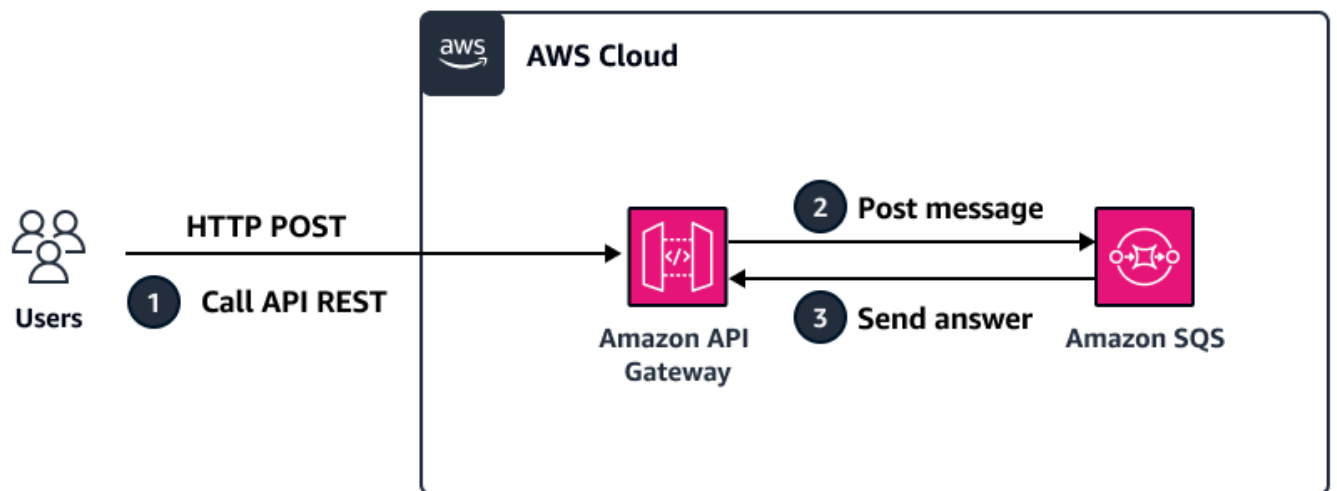 aws
AWS Cloud
HTTP POST
1 Call API REST
Users
2 Post message
</>
3 Send answer
Amazon API
Gateway
Amazon SQS